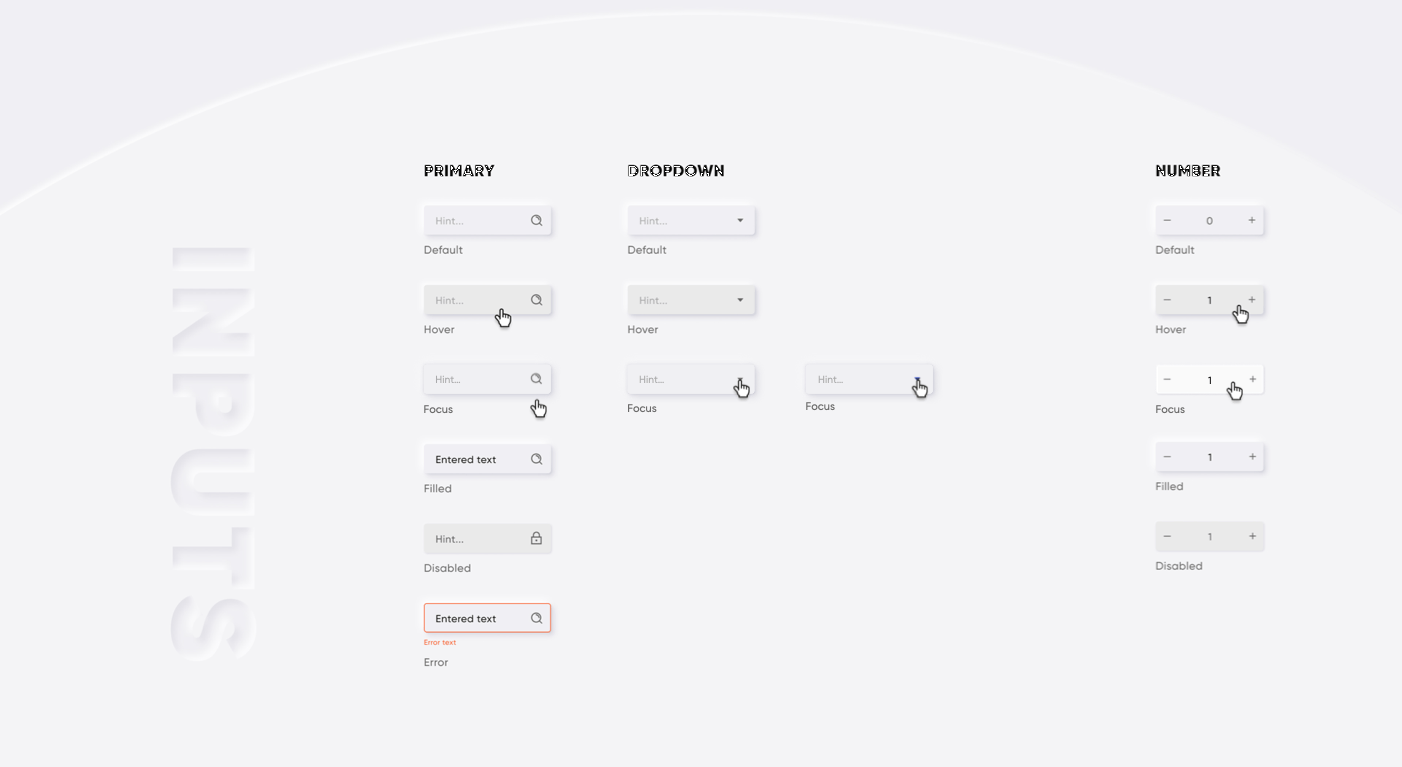 INPUTS
PRIMARY
Hint...
Default
Hint...
Hover
Hint...
Focus
Entered text
Filled
Hint...
Disabled
Entered text
Error text
Error
DROPDOWN
Hint...
Default
Hint...
Hover
Hint...
Focus
Hint...
Focus
NUMBER
− 0 +
Default
− 1 +
Hover
− 1 +
Focus
− 1 +
Filled
− 1 +
Disabled